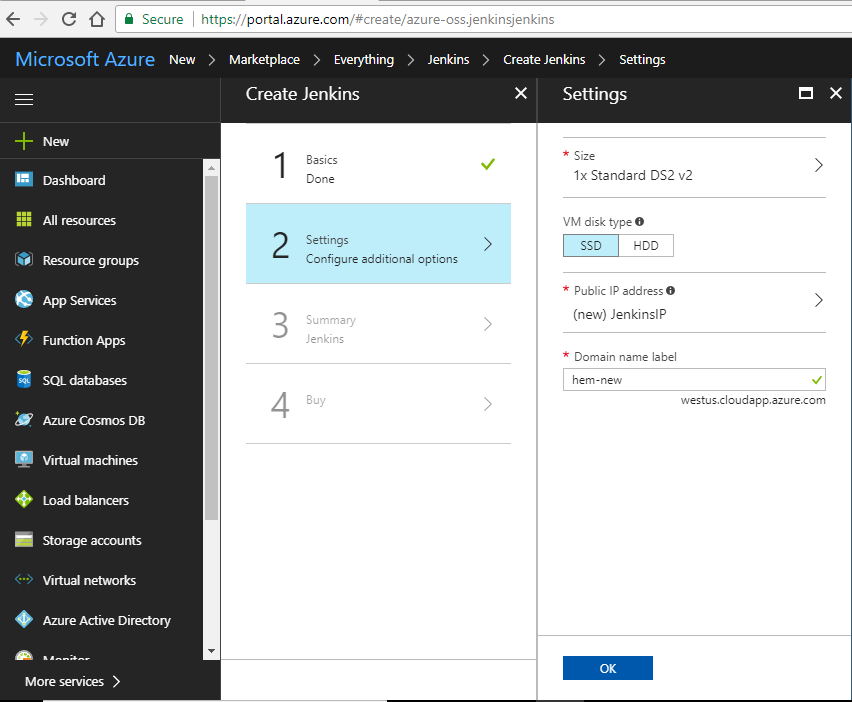 Secure https://portal.azure.com/#create/azure-oss.jenkinsjenkins
Microsoft Azure New > Marketplace > Everything > Jenkins > Create Jenkins > Settings
New
Dashboard
All resources
Resource groups
App Services
Function Apps
SQL databases
Azure Cosmos DB
Virtual machines
Load balancers
Storage accounts
Virtual networks
Azure Active Directory
Monitor
More services >
Create Jenkins
1 Basics
Done
2 Settings
Configure additional options
3 Summary
Jenkins
4 Buy
Settings
* Size
1x Standard DS2 v2
VM disk type
SSD HDD
* Public IP address
(new) JenkinsIP
* Domain name label
hem-new
westus.cloudapp.azure.com
OK